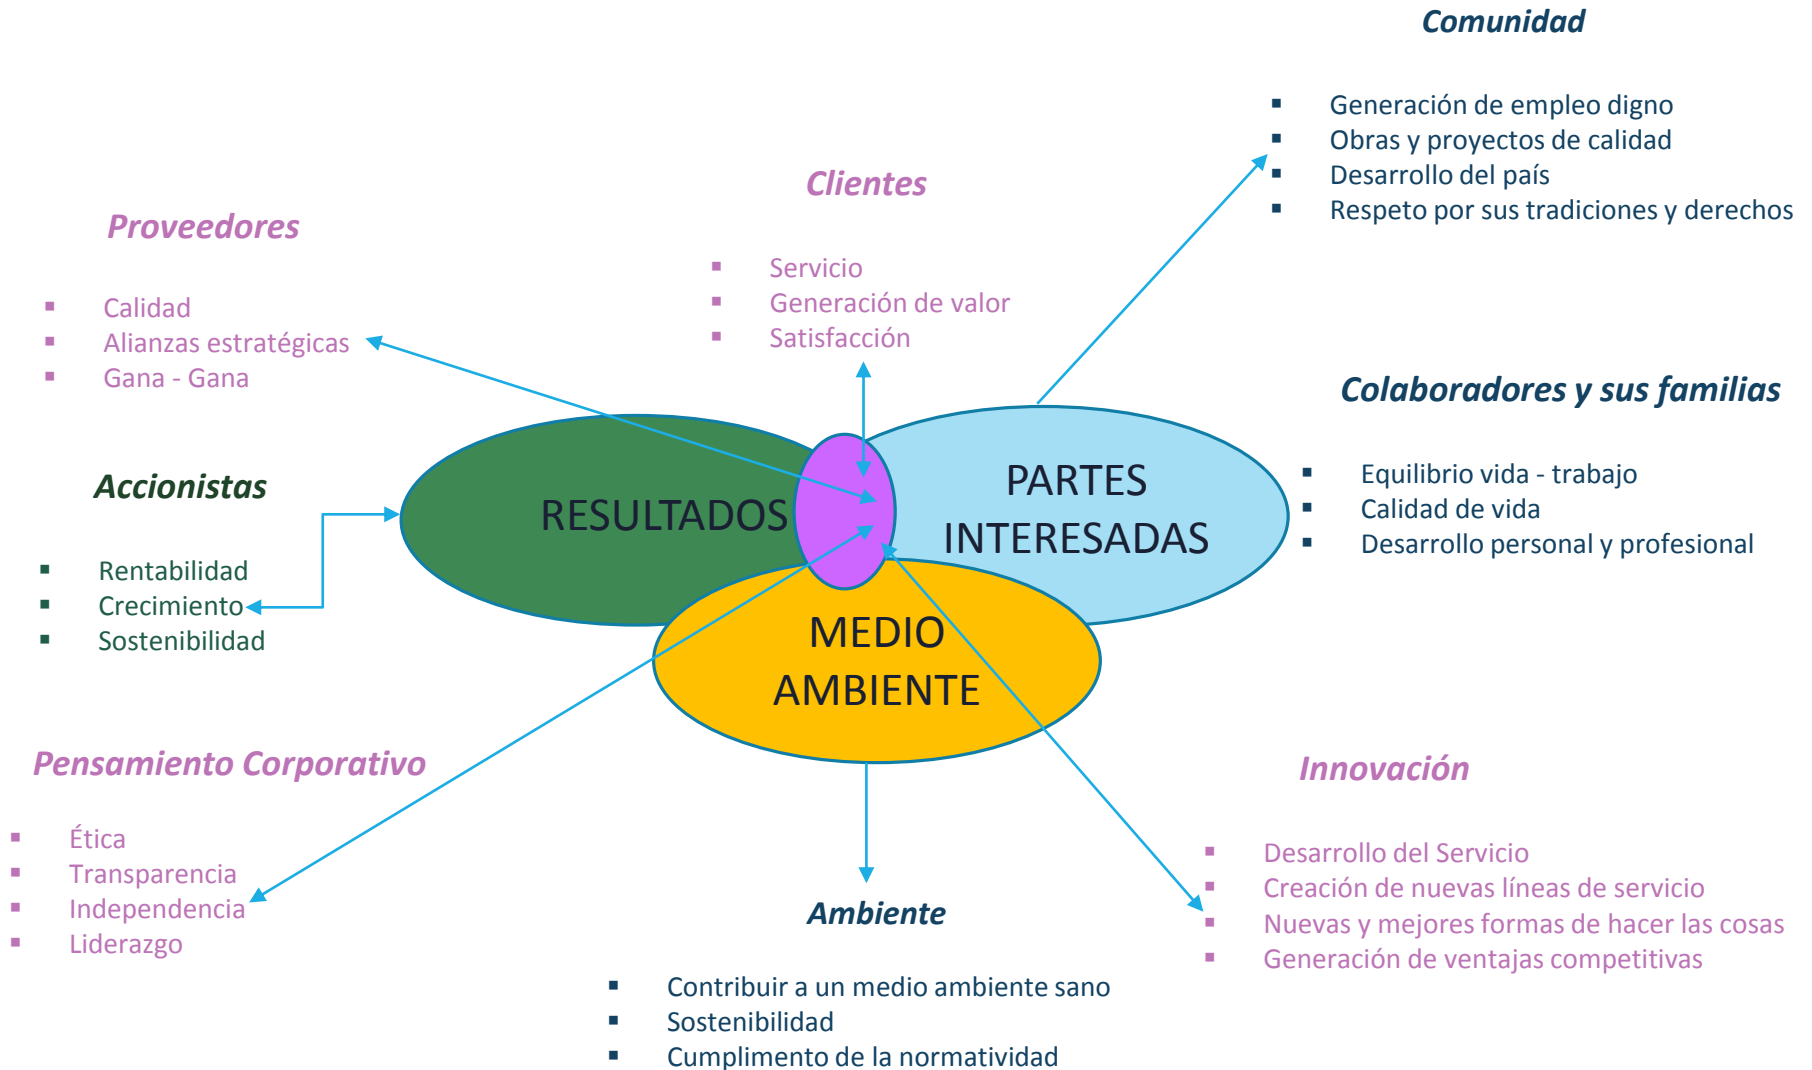 Comunidad
Generación de empleo digno
Obras y proyectos de calidad
Desarrollo del país
Respeto por sus tradiciones y derechos
Clientes
Servicio
Generación de valor
Satisfacción
Proveedores
Calidad
Alianzas estratégicas
Gana - Gana
Colaboradores y sus familias
Equilibrio vida - trabajo
Calidad de vida
Desarrollo personal y profesional
Accionistas
Rentabilidad
Crecimiento
Sostenibilidad
RESULTADOS
PARTES
INTERESADAS
MEDIO
AMBIENTE
Pensamiento Corporativo
Ética
Transparencia
Independencia
Liderazgo
Innovación
Desarrollo del Servicio
Creación de nuevas líneas de servicio
Nuevas y mejores formas de hacer las cosas
Generación de ventajas competitivas
Ambiente
Contribuir a un medio ambiente sano
Sostenibilidad
Cumplimento de la normatividad